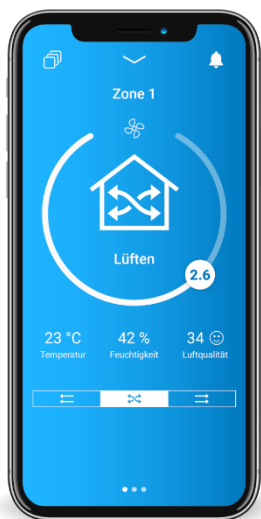 Zone 1
Lüften
2.6
23 °C 42 % 34 ☺
Temperatur Feuchtigkeit Luftqualität